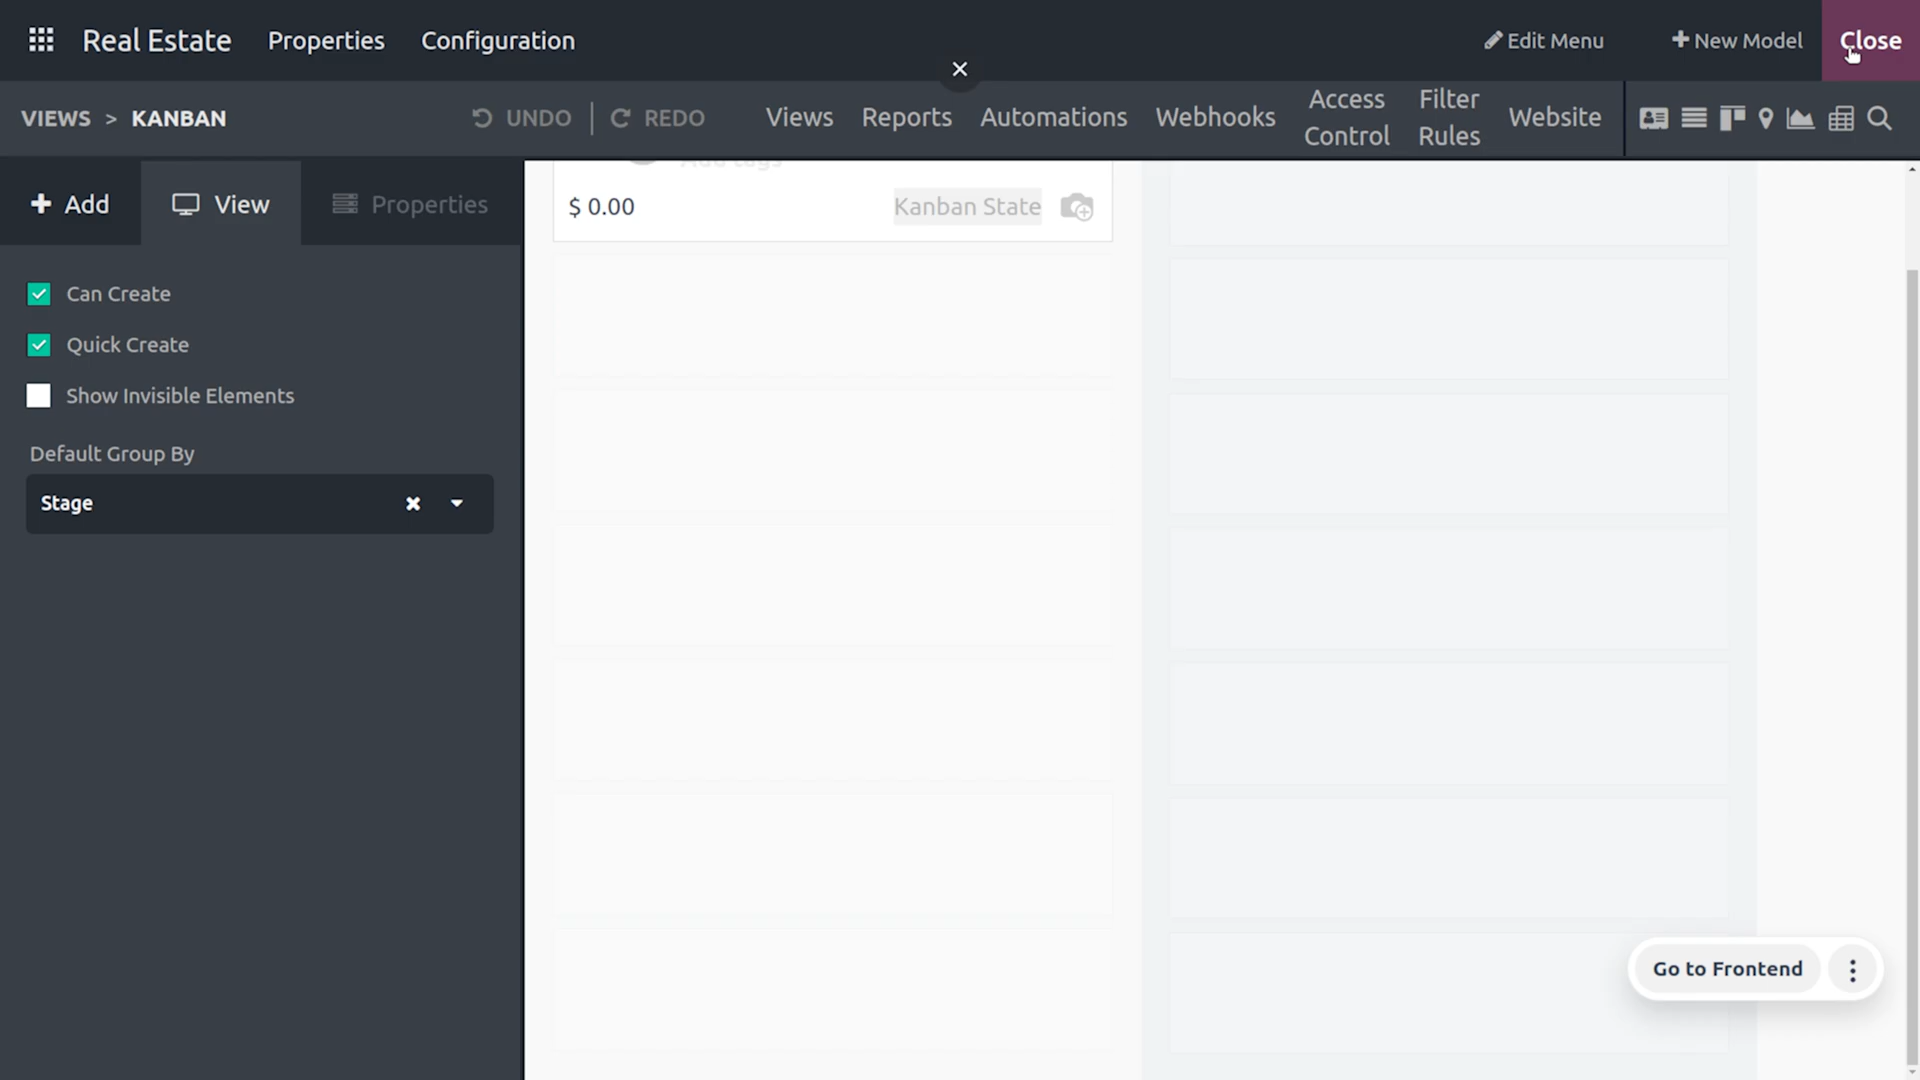 Real Estate Properties Configuration Edit Menu New Model Close
VIEWS > KANBAN UNDO REDO Views Reports Automations Webhooks Access Control Filter Rules Website
Add View Properties
Add tags
$ 0.00 Kanban State
Can Create
Quick Create
Show Invisible Elements
Default Group By
Stage
Go to Frontend